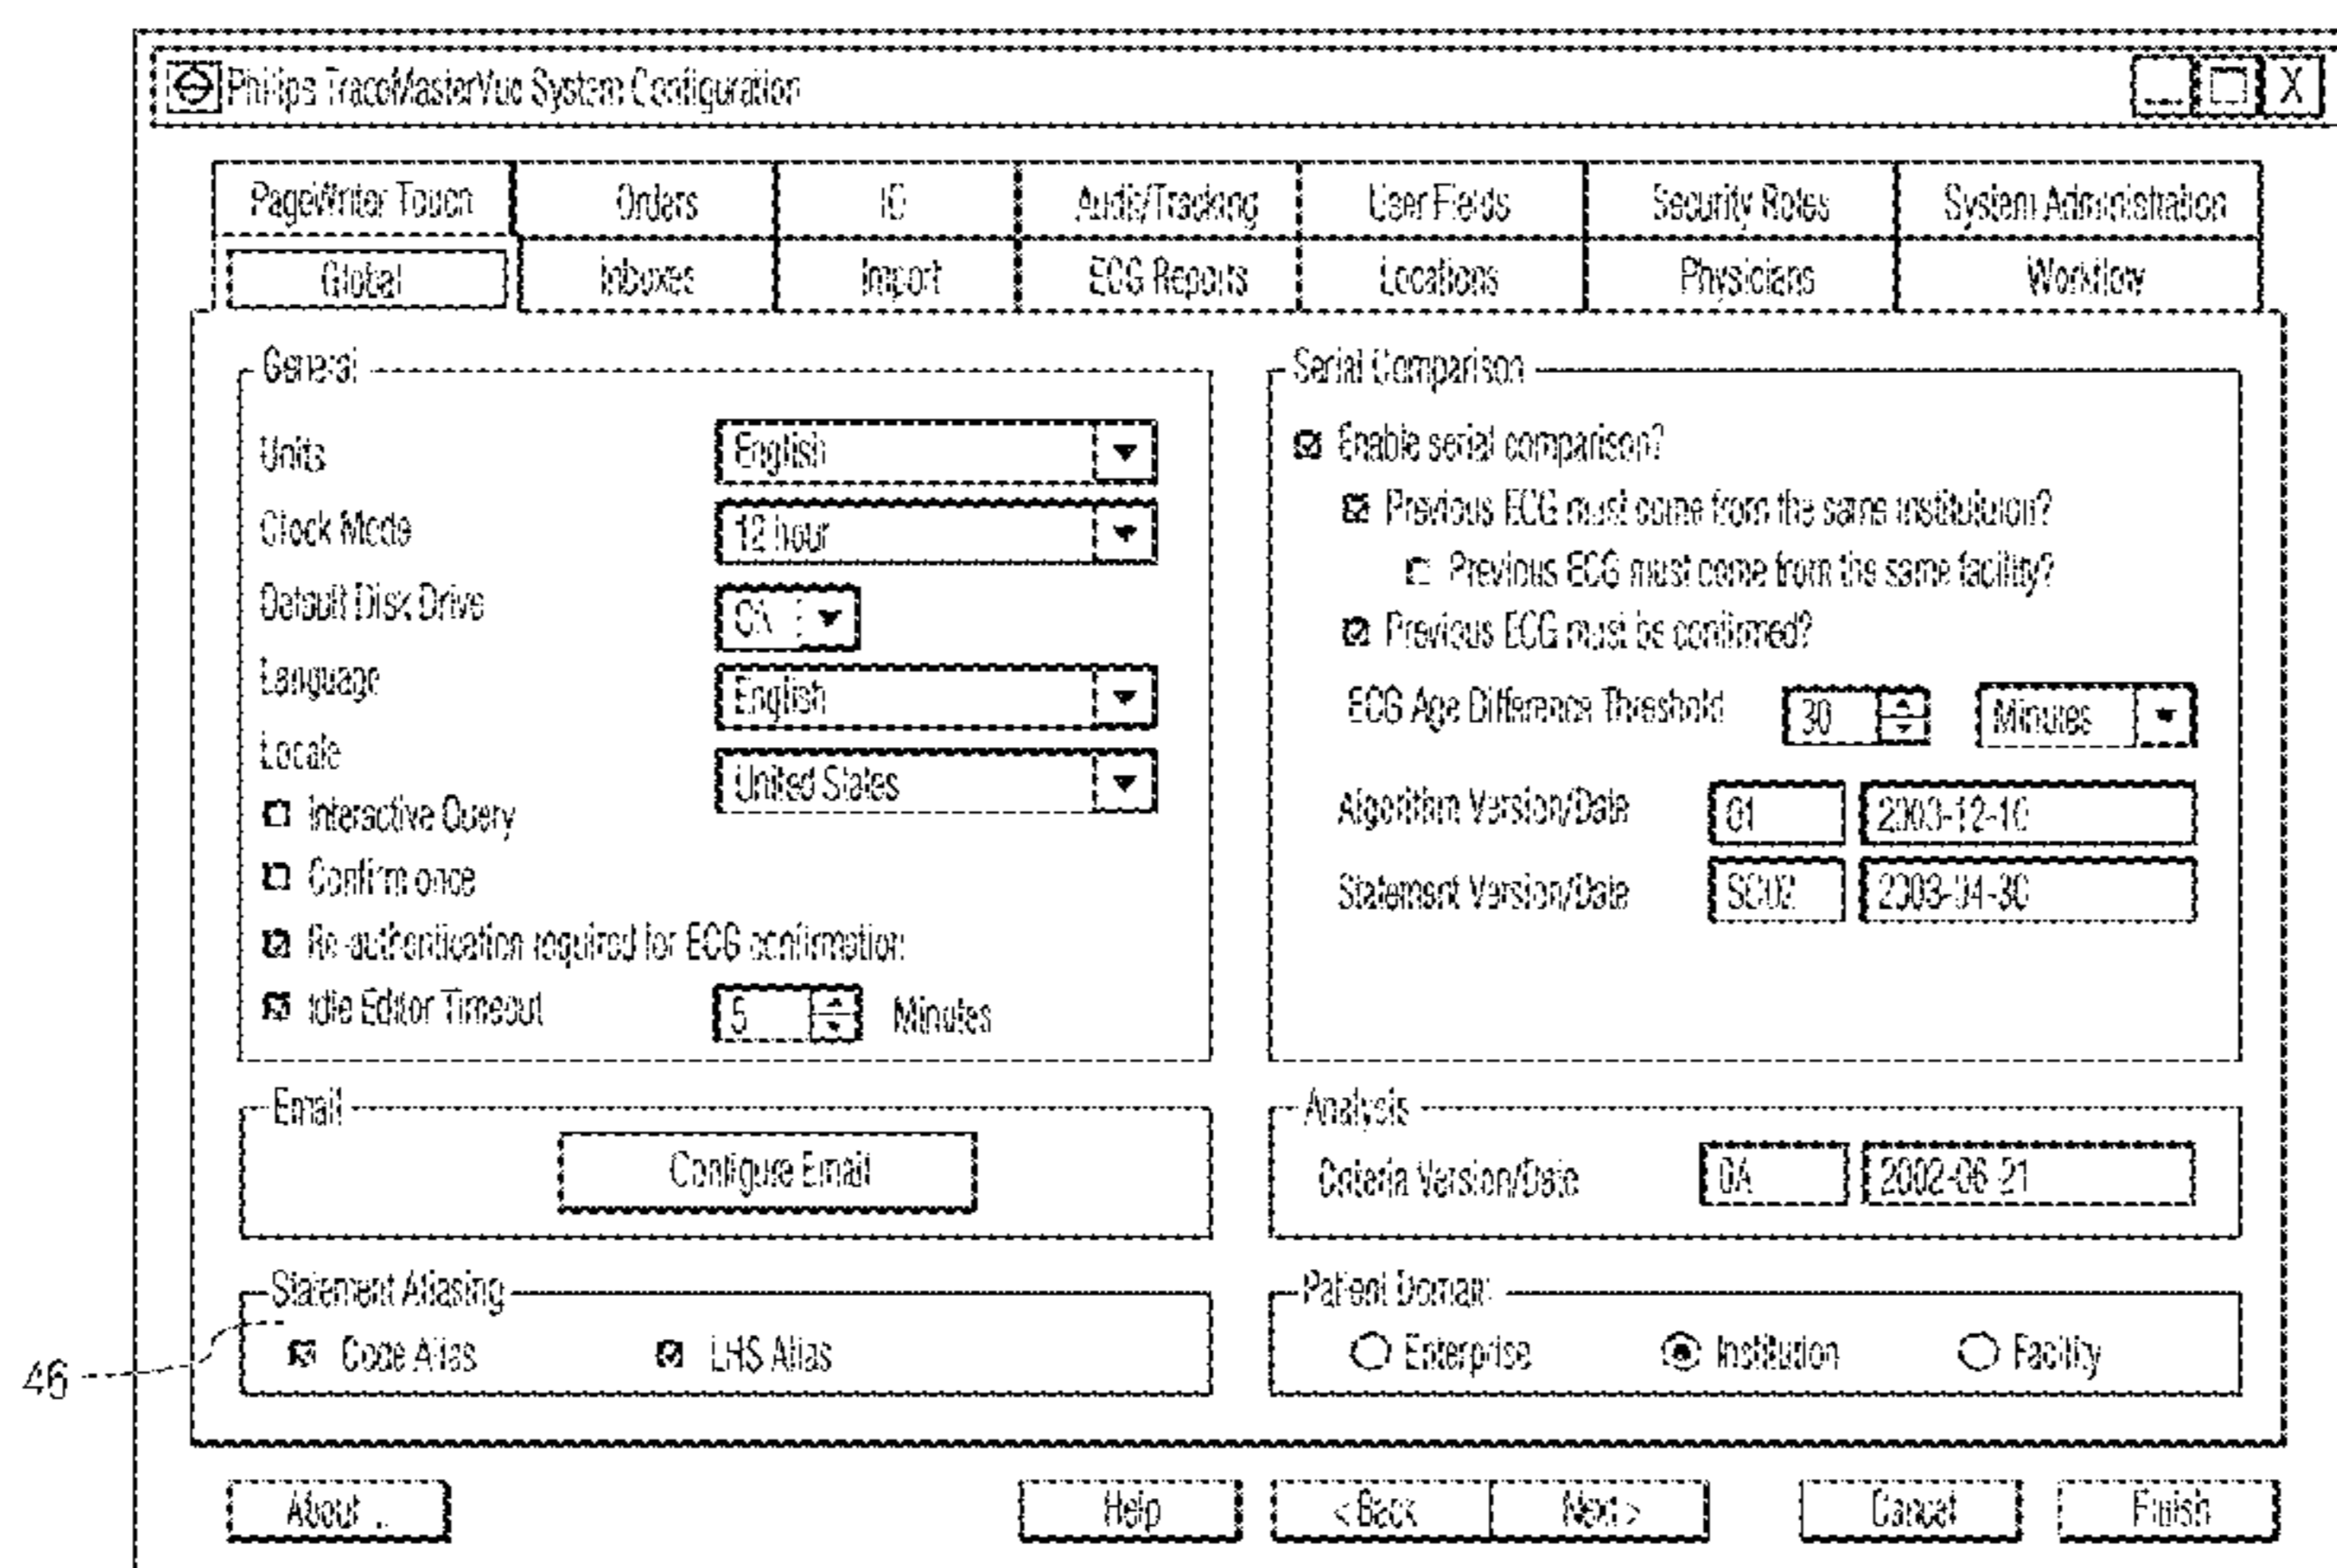 Philips TraceMasterVue System Configuration X
PageWriter Touch Orders Audit/Tracking User Fields Security Roles System Administration
Global Inboxes Import ECG Reports Locations Physicians Workflow
General
Units English
Clock Mode 12 hour
Default Disk Drive
Language English
Locale United States
Interactive Query
Confirm once
Re-authentication required for ECG confirmation
Idle Editor Timeout 5 Minutes
Serial Comparison
Enable serial comparison?
Previous ECG must come from the same instituition?
Previous ECG must come from the same facility?
Previous ECG must be confirmed?
ECG Age Difference Threshold 30 Minutes
Algorithm Version/Date 2003-12-10
Statement Version/Date SC02 2003-04-30
Email
Configure Email
Analysis
Criteria Version/Date 0A 2002-06-21
Statement Aliasing
Code Alias LHS Alias
Patient Domain
Enterprise Institution Facility
46
About... Help < Back Next > Cancel Finish